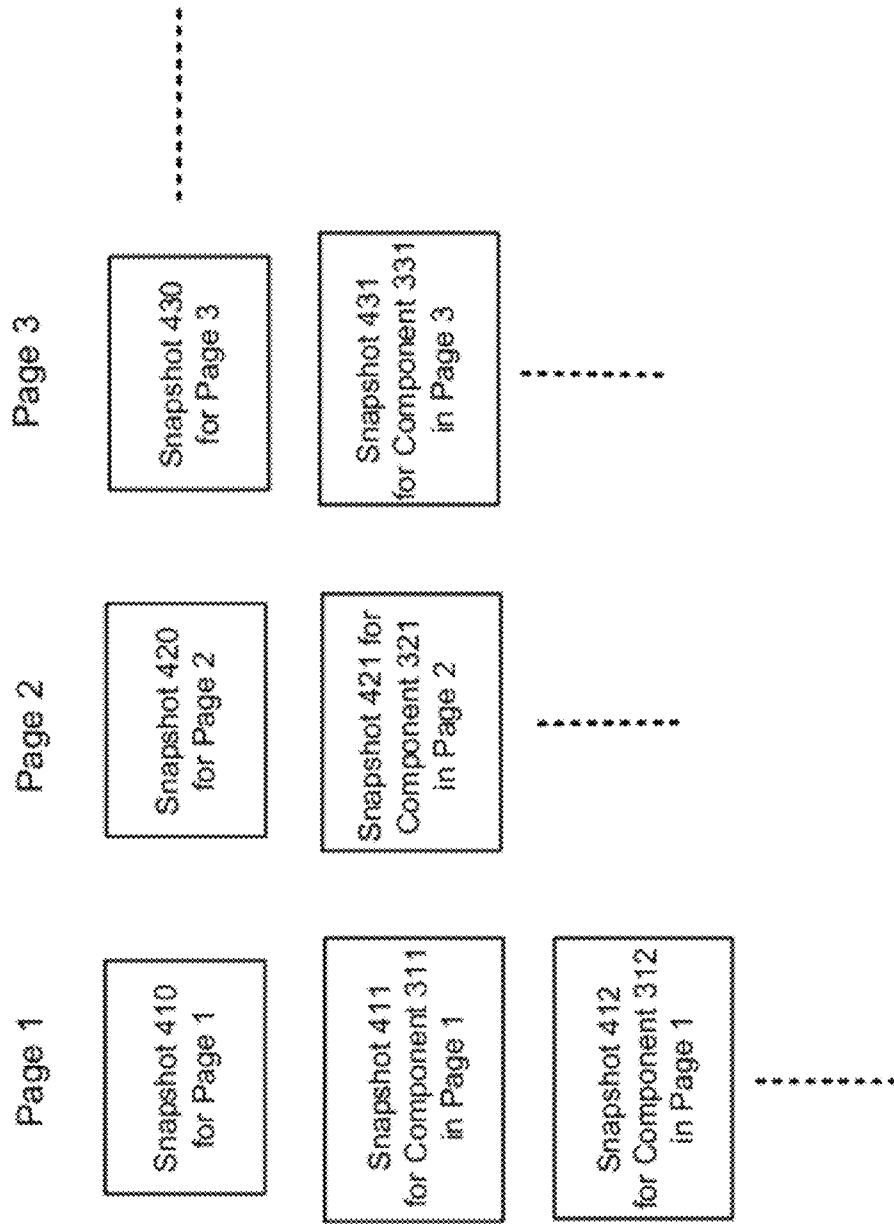 Page 1
Page 2
Page 3
Snapshot 410
for Page 1
Snapshot 420
for Page 2
Snapshot 430
for Page 3
Snapshot 411
for Component 311
in Page 1
Snapshot 421 for
Component 321
in Page 2
Snapshot 431
for Component 331
in Page 3
Snapshot 412
for Component 312
in Page 1